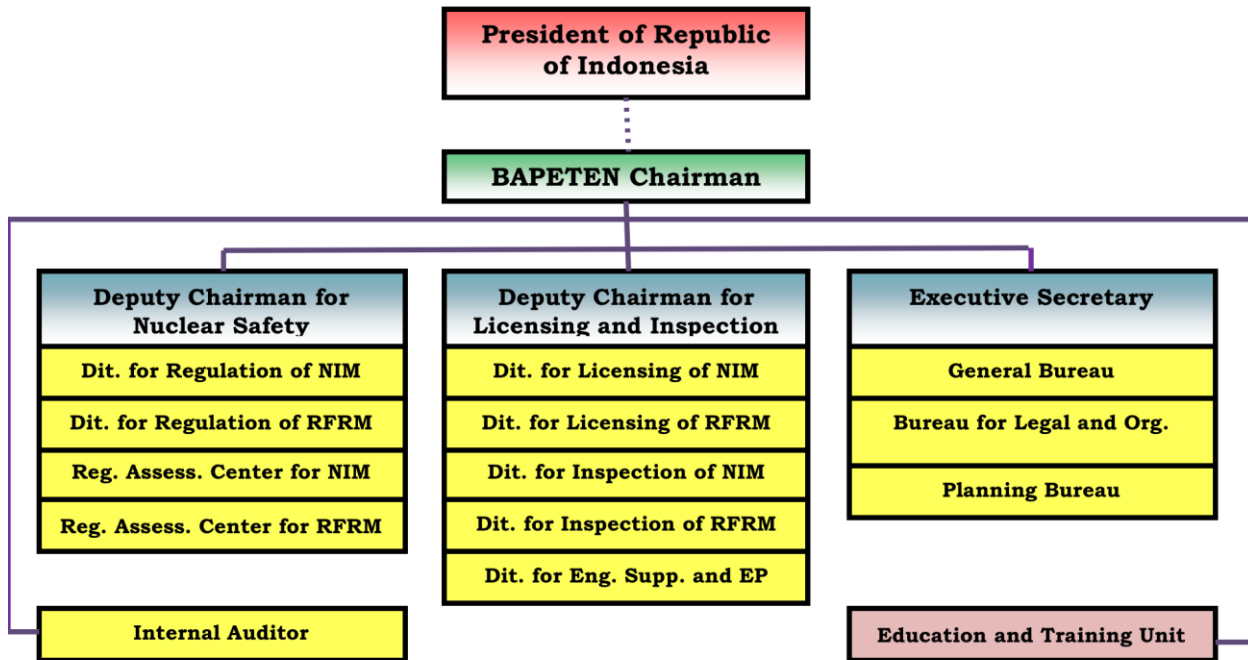 President of Republic
of Indonesia
BAPETEN Chairman
Deputy Chairman for
Nuclear Safety
Dit. for Regulation of NIM
Dit. for Regulation of RFRM
Reg. Assess. Center for NIM
Reg. Assess. Center for RFRM
Deputy Chairman for
Licensing and Inspection
Dit. for Licensing of NIM
Dit. for Licensing of RFRM
Dit. for Inspection of NIM
Dit. for Inspection of RFRM
Dit. for Eng. Supp. and EP
Executive Secretary
General Bureau
Bureau for Legal and Org.
Planning Bureau
Internal Auditor
Education and Training Unit